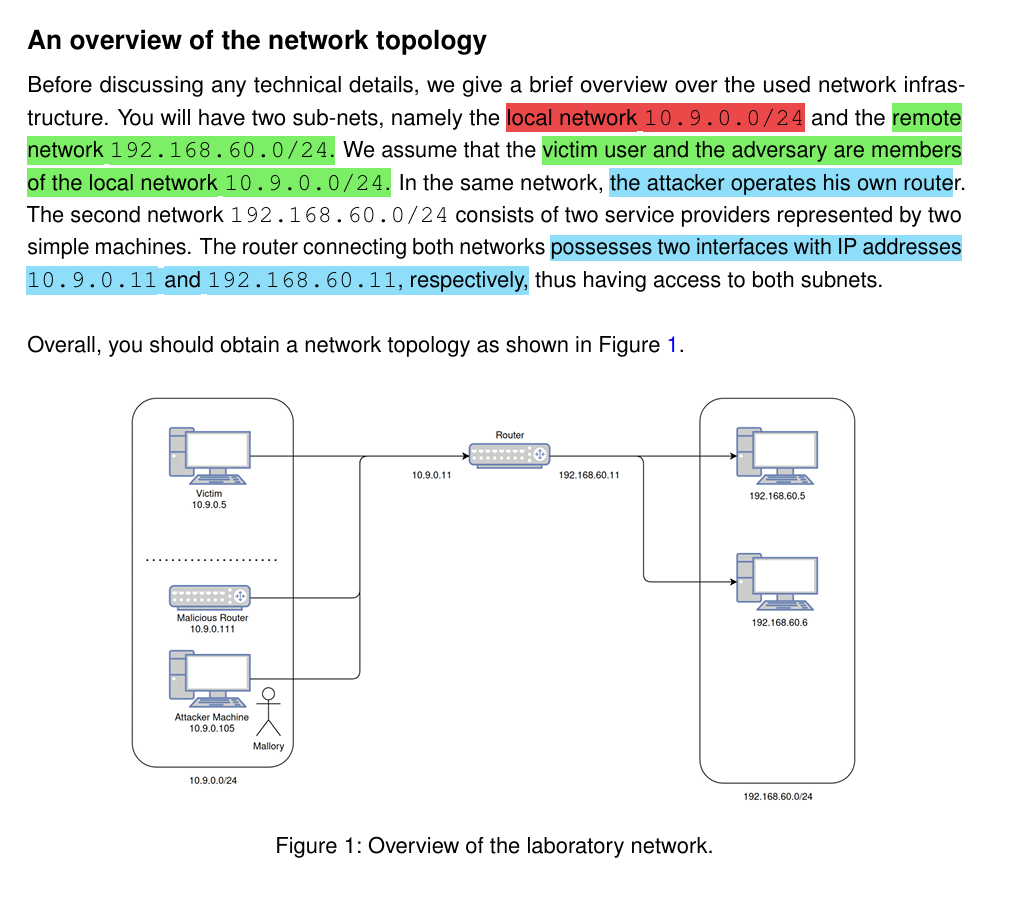 An overview of the network topology
Before discussing any technical details, we give a brief overview over the used network infras-
tructure. You will have two sub-nets, namely the local network 10.9.0.0/24 and the remote
network 192.168.60.0/24. We assume that the victim user and the adversary are members
of the local network 10.9.0.0/24. In the same network, the attacker operates his own router.
The second network 192.168.60.0/24 consists of two service providers represented by two
simple machines. The router connecting both networks possesses two interfaces with IP addresses
10.9.0.11 and 192.168.60.11, respectively, thus having access to both subnets.
Overall, you should obtain a network topology as shown in Figure 1.
Victim
10.9.0.5
Malicious Router
10.9.0.111
Attacker Machine
10.9.0.105
Mallory
10.9.0.0/24
Router
10.9.0.11
192.168.60.11
192.168.60.5
192.168.60.6
192.168.60.0/24
Figure 1: Overview of the laboratory network.